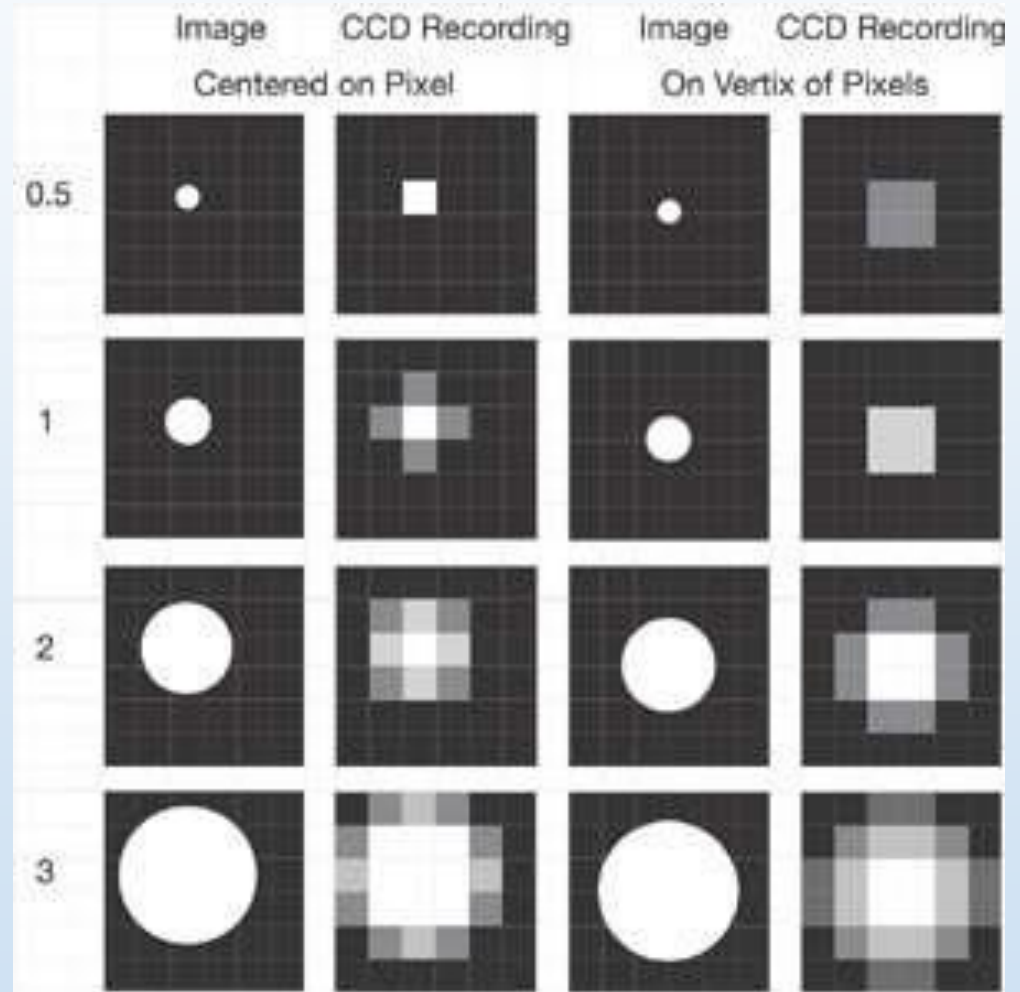 Image CCD Recording Image CCD Recording
Centered on Pixel On Vertix of Pixels
0.5
1
2
3